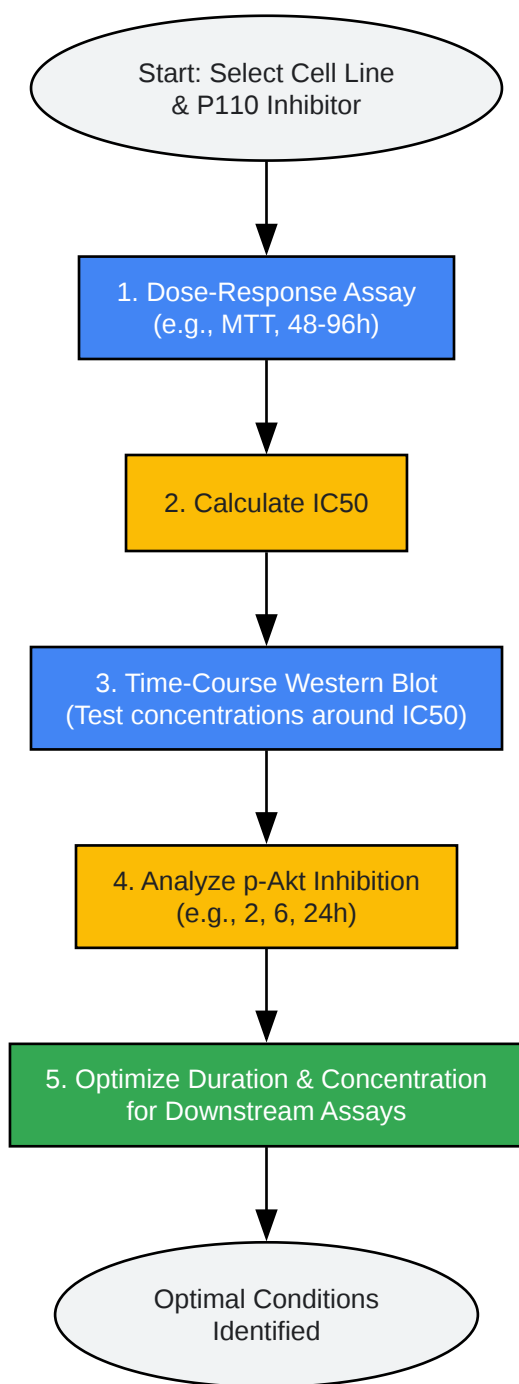 Start: Select Cell Line
& P110 Inhibitor
1. Dose-Response Assay
(e.g., MTT, 48-96h)
2. Calculate IC50
3. Time-Course Western Blot
(Test concentrations around IC50)
4. Analyze p-Akt Inhibition
(e.g., 2, 6, 24h)
5. Optimize Duration & Concentration
for Downstream Assays
Optimal Conditions
Identified